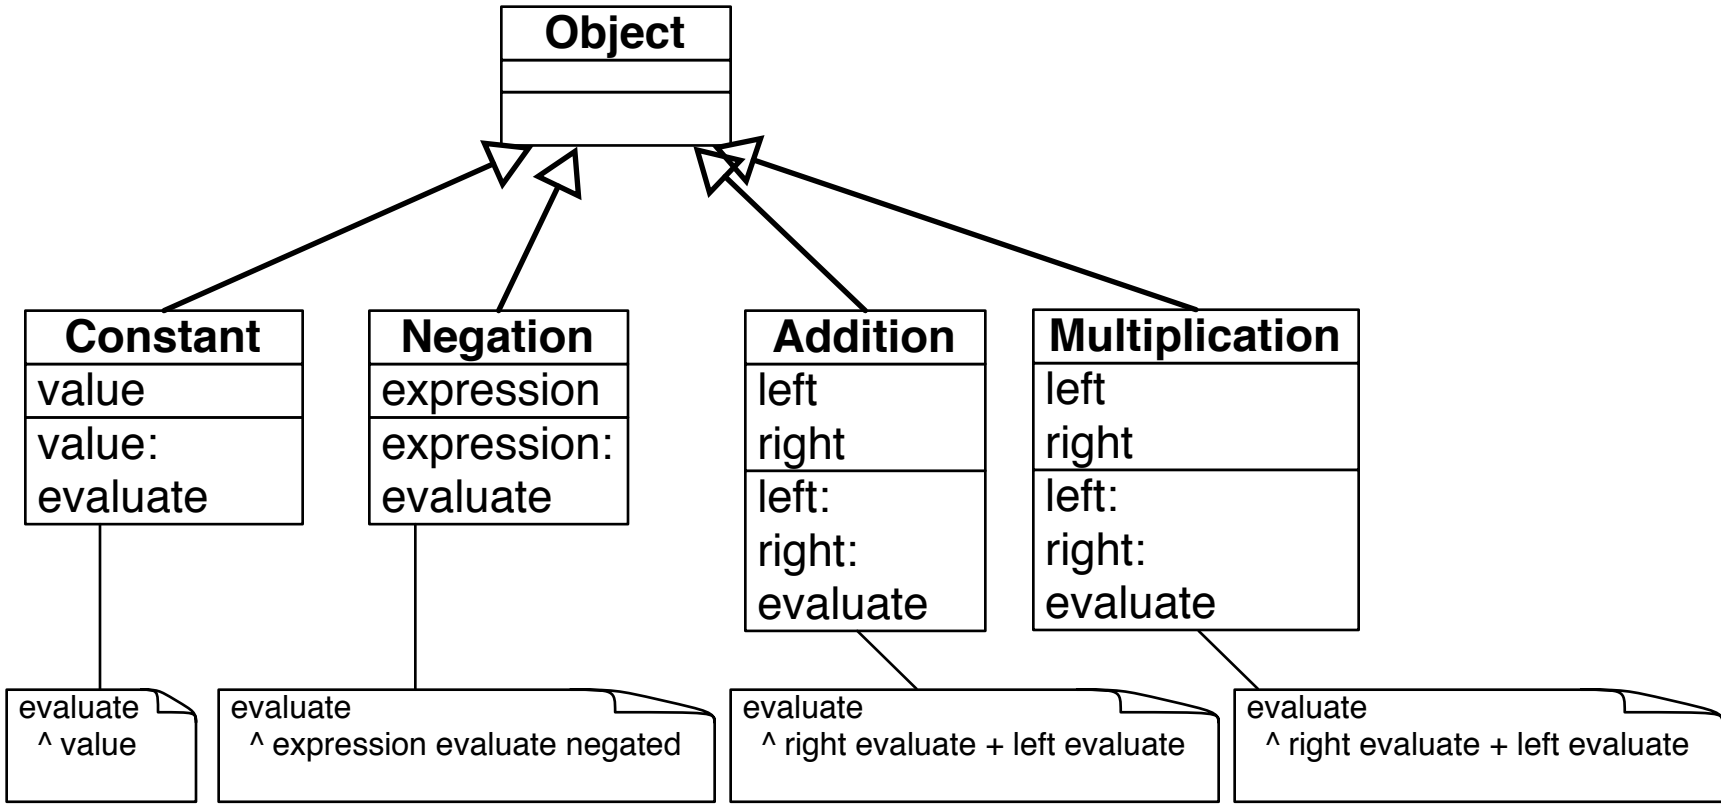 Object
Constant
value
value:
evaluate
Negation
expression
expression:
evaluate
Addition
left
right
left:
right:
evaluate
Multiplication
left
right
left:
right:
evaluate
evaluate
^ value
evaluate
^ expression evaluate negated
evaluate
^ right evaluate + left evaluate
evaluate
^ right evaluate + left evaluate